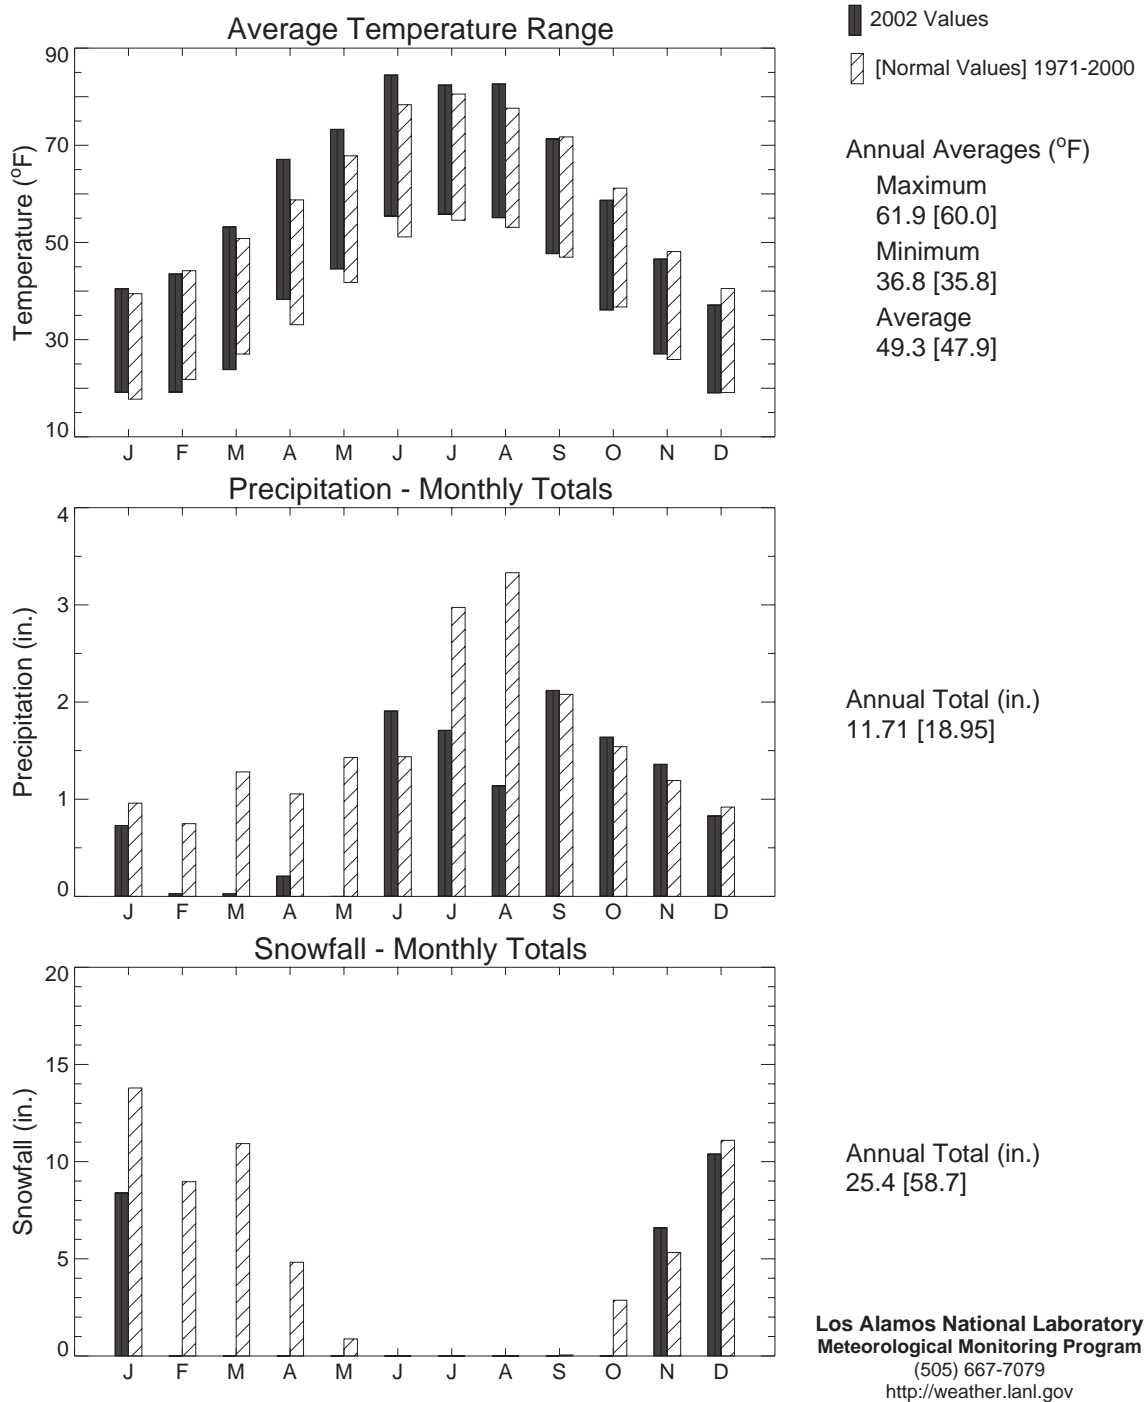 2002 Values
[Normal Values] 1971-2000
Average Temperature Range
Temperature (°F)
90
70
50
30
10
J F M A M J J A S O N D
Annual Averages (°F)
Maximum
61.9 [60.0]
Minimum
36.8 [35.8]
Average
49.3 [47.9]
Precipitation - Monthly Totals
Precipitation (in.)
4
3
2
1
0
J F M A M J J A S O N D
Annual Total (in.)
11.71 [18.95]
Snowfall - Monthly Totals
Snowfall (in.)
20
15
10
5
0
J F M A M J J A S O N D
Annual Total (in.)
25.4 [58.7]
Los Alamos National Laboratory
Meteorological Monitoring Program
(505) 667-7079
http://weather.lanl.gov